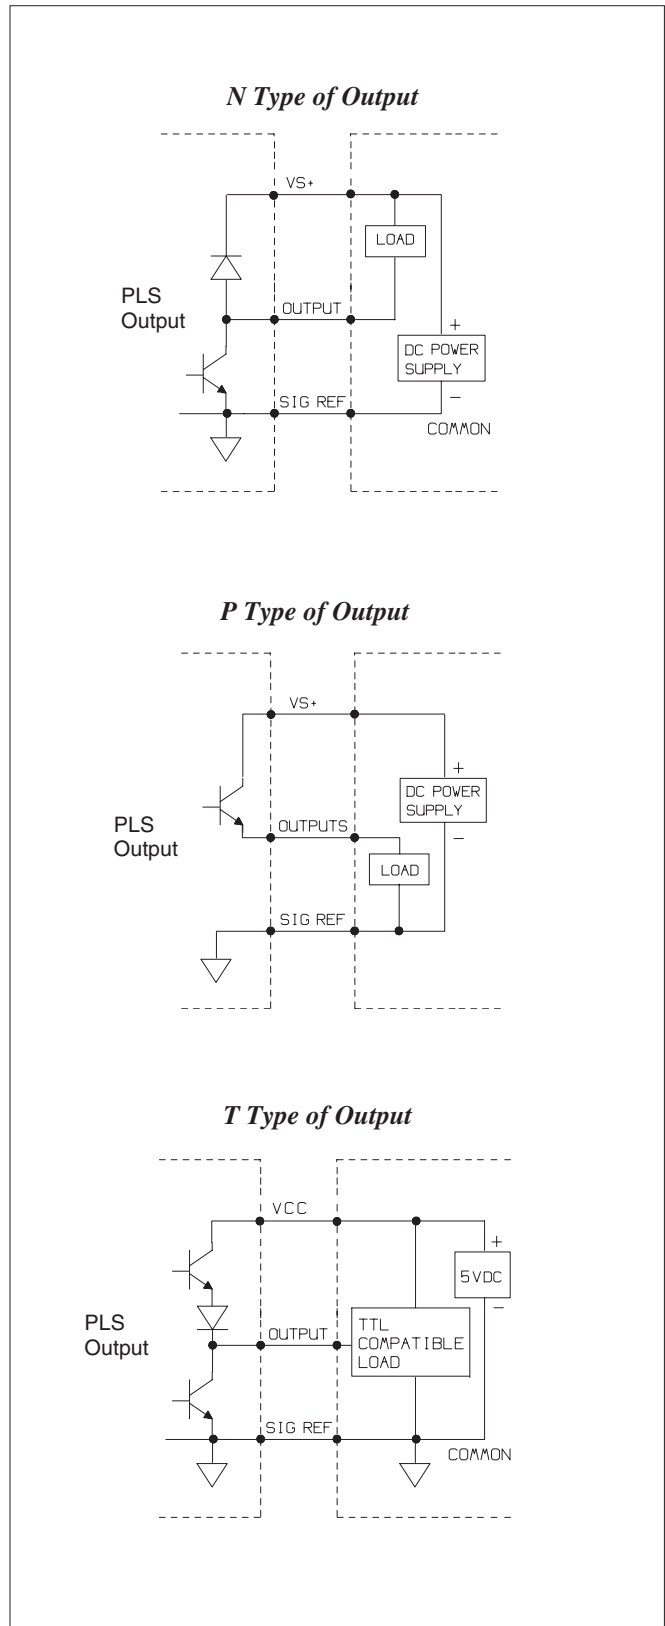 N Type of Output
VS+
LOAD
PLS
Output
OUTPUT
+
DC POWER
SUPPLY
SIG REF
−
COMMON
P Type of Output
VS+
+
DC POWER
SUPPLY
PLS
Output
OUTPUTS
−
LOAD
SIG REF
T Type of Output
VCC
+
5VDC
−
PLS
Output
OUTPUT
TTL
COMPATIBLE
LOAD
SIG REF
COMMON